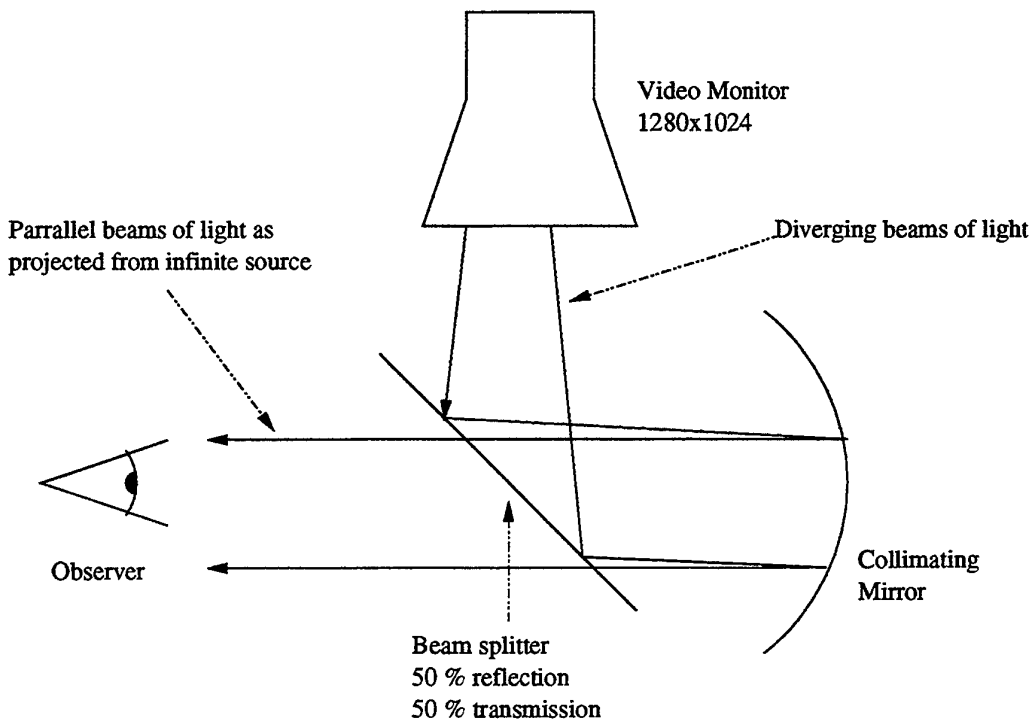 Video Monitor
1280x1024
Parrallel beams of light as
projected from infinite source
Diverging beams of light
Observer
Collimating
Mirror
Beam splitter
50 % reflection
50 % transmission